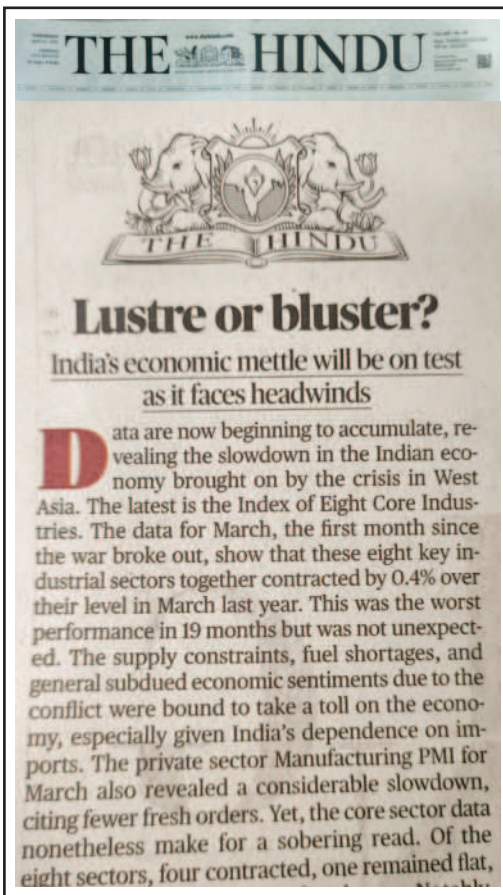 THE HINDU
THE HINDU
Lustre or bluster?
India's economic mettle will be on test
as it faces headwinds
Data are now beginning to accumulate, re-
vealing the slowdown in the Indian eco-
nomy brought on by the crisis in West
Asia. The latest is the Index of Eight Core Indus-
tries. The data for March, the first month since
the war broke out, show that these eight key in-
dustrial sectors together contracted by 0.4% over
their level in March last year. This was the worst
performance in 19 months but was not unexpect-
ed. The supply constraints, fuel shortages, and
general subdued economic sentiments due to the
conflict were bound to take a toll on the econo-
my, especially given India's dependence on im-
ports. The private sector Manufacturing PMI for
March also revealed a considerable slowdown,
citing fewer fresh orders. Yet, the core sector data
nonetheless make for a sobering read. Of the
eight sectors, four contracted, one remained flat,